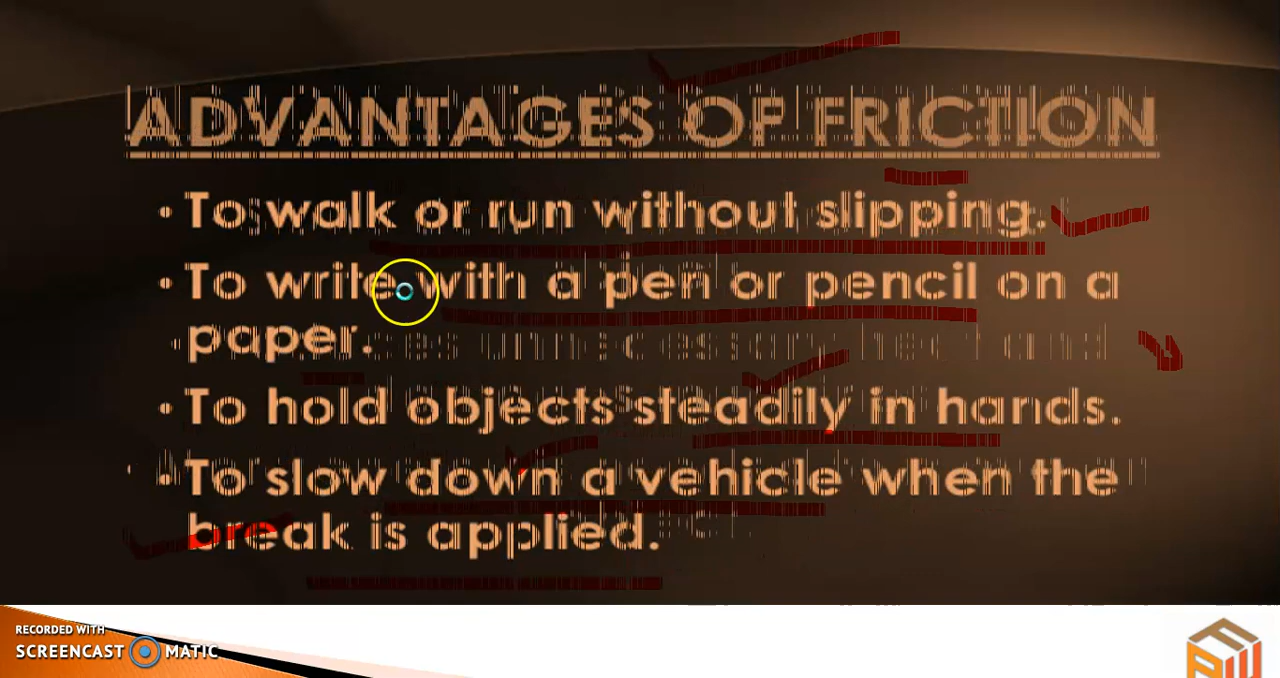 ADVANTAGES OF FRICTION
• To walk or run without slipping.
• To write with a pen or pencil on a
paper.
• To hold objects steadily in hands.
• To slow down a vehicle when the
break is applied.
RECORDED WITH
SCREENCAST MATIC